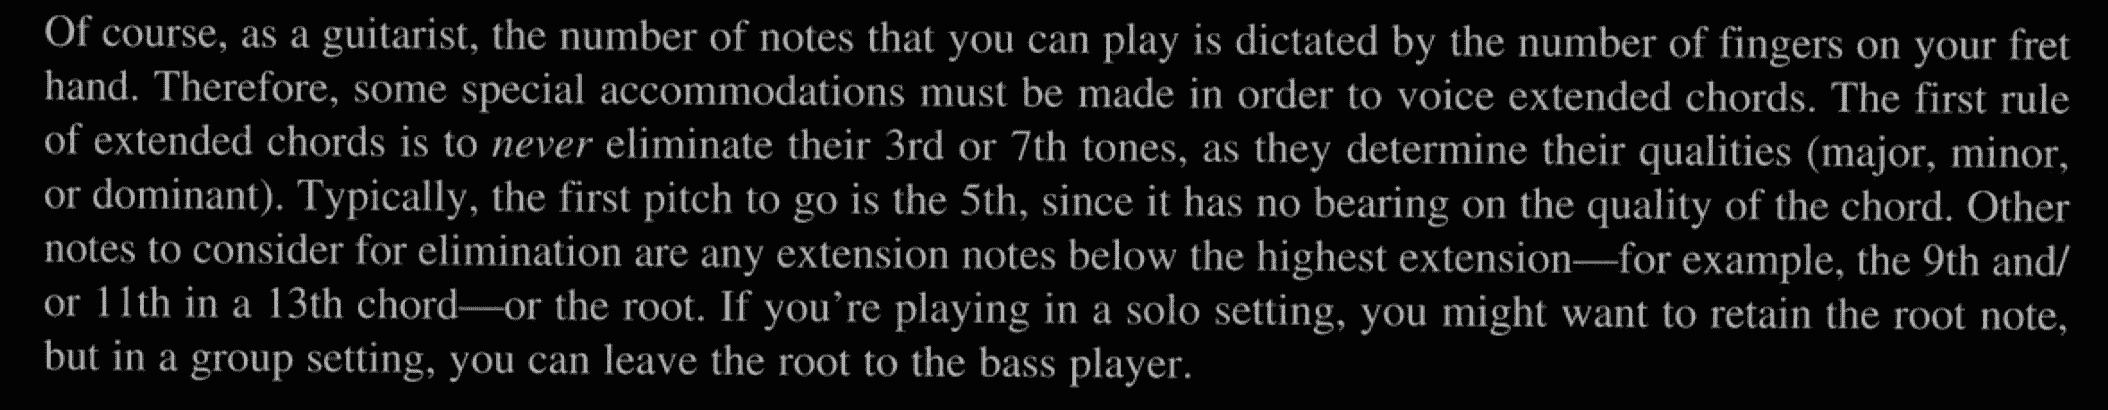 Of course, as a guitarist, the number of notes that you can play is dictated by the number of fingers on your fret
hand. Therefore, some special accommodations must be made in order to voice extended chords. The first rule
of extended chords is to never eliminate their 3rd or 7th tones, as they determine their qualities (major, minor,
or dominant). Typically, the first pitch to go is the 5th, since it has no bearing on the quality of the chord. Other
notes to consider for elimination are any extension notes below the highest extension—for example, the 9th and/
or 11th in a 13th chord—or the root. If you’re playing in a solo setting, you might want to retain the root note,
but in a group setting, you can leave the root to the bass player.